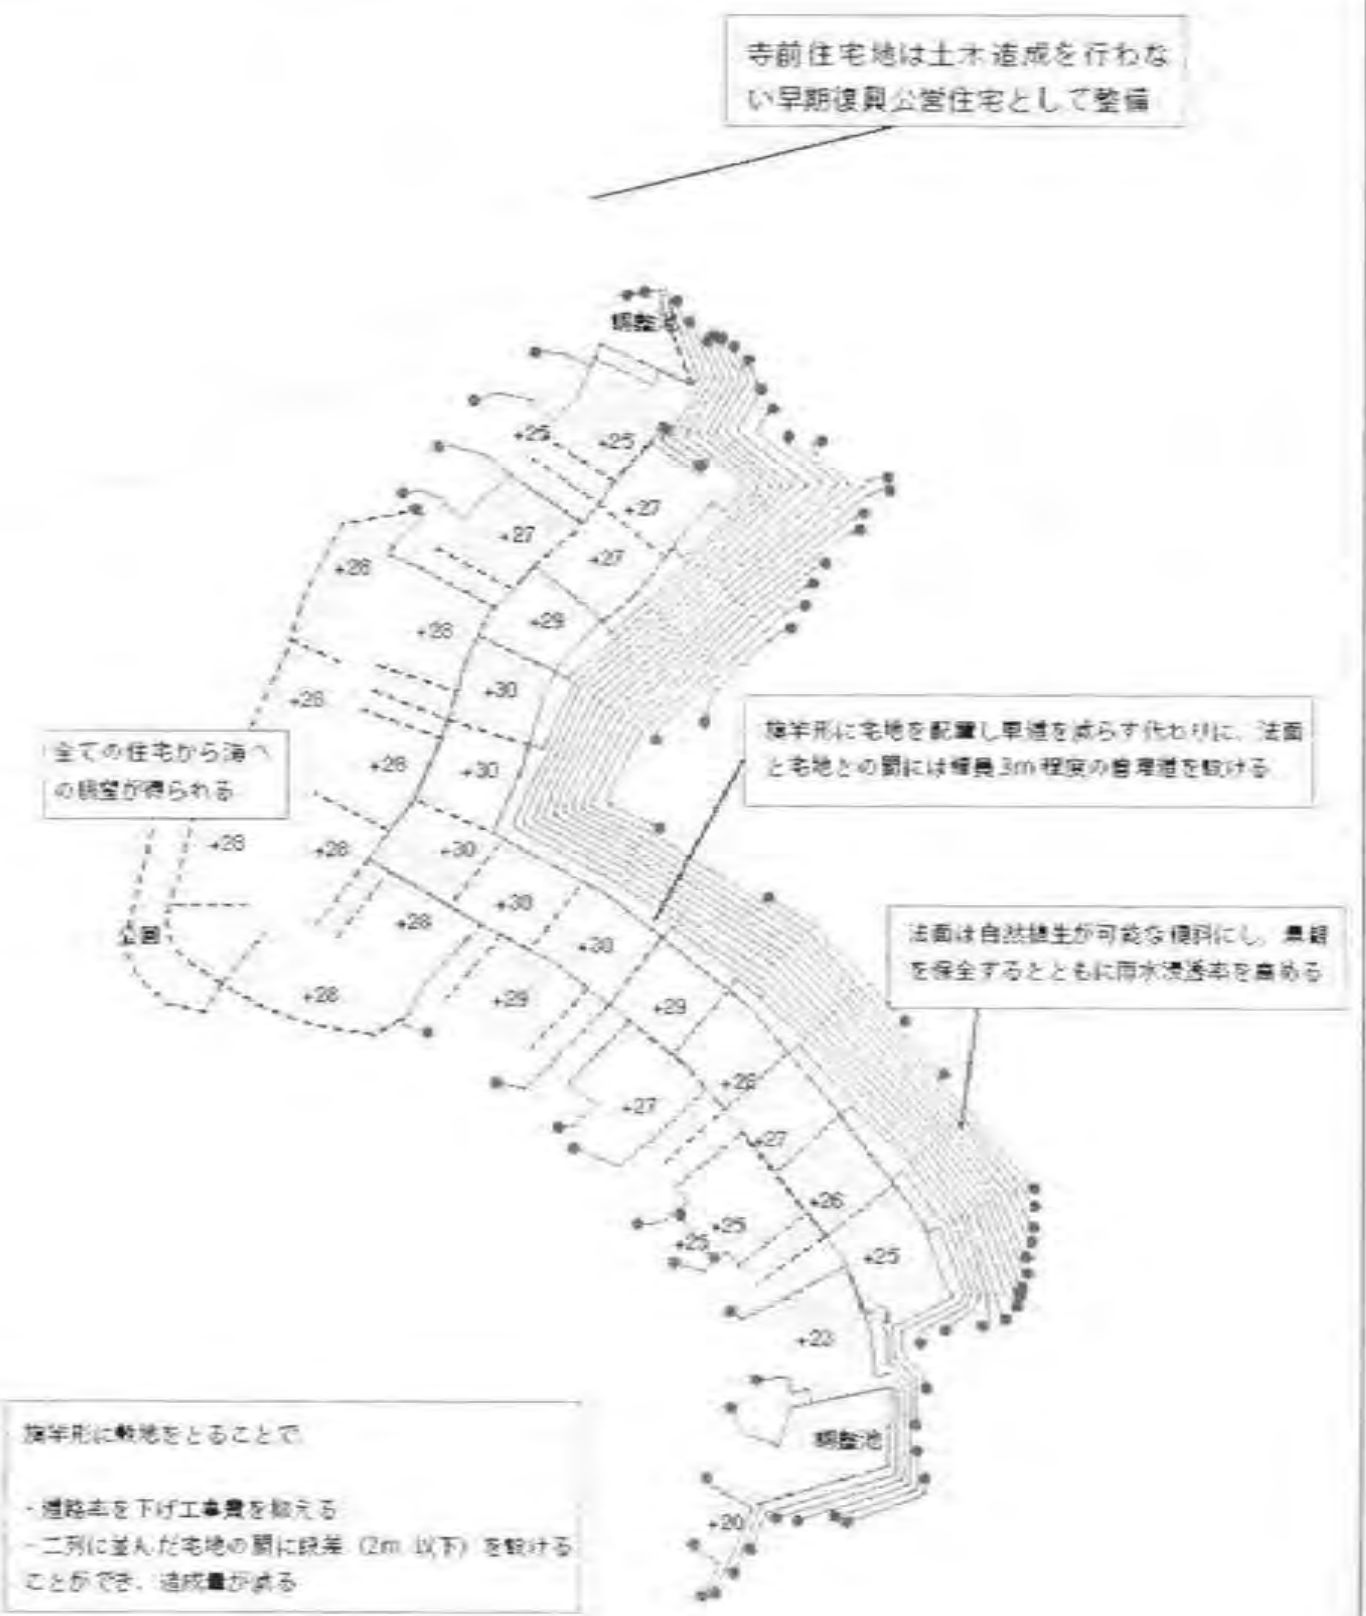 寺前住宅地は土木造成を行わな
い早期復興公営住宅として整備
調整池
+25
+25
+27
+27
+27
+28
+28
+29
+28
+30
全ての住宅から海へ
の眺望が得られる
旗竿形に宅地を配置し車道を減らす代わりに、法面
と宅地との間には幅員3m程度の管理道を設ける
+28
+30
+28
+28
+30
+30
+28
公園
+30
法面は自然植生が可能な傾斜にし、景観
を保全するとともに雨水浸透率を高める
+28
+29
+29
+28
+27
+27
+26
+25
+25
+25
+23
旗竿形に敷地をとることで
調整池
- 道路率を下げ工事費を抑える
- 二列に並んだ宅地の間に段差（2m 以下）を設ける
ことができ、造成量が減る
+20